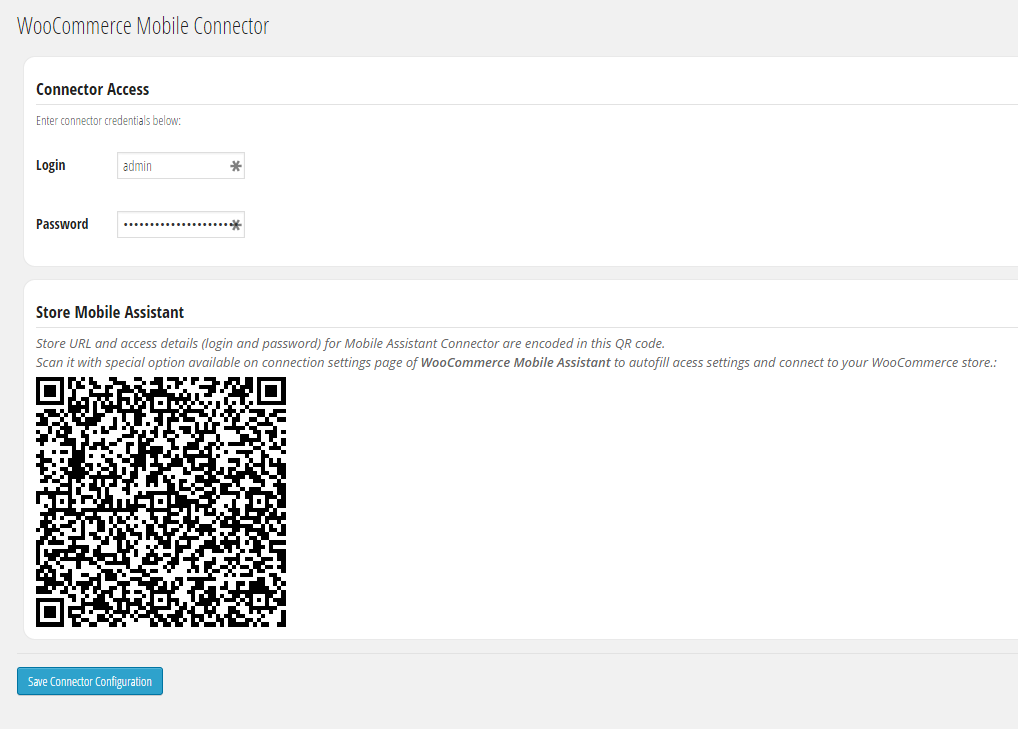 WooCommerce Mobile Connector
Connector Access
Enter connector credentials below:
Login
admin
Password
Store Mobile Assistant
Store URL and access details (login and password) for Mobile Assistant Connector are encoded in this QR code.
Scan it with special option available on connection settings page of WooCommerce Mobile Assistant to autofill acess settings and connect to your WooCommerce store.:
Save Connector Configuration